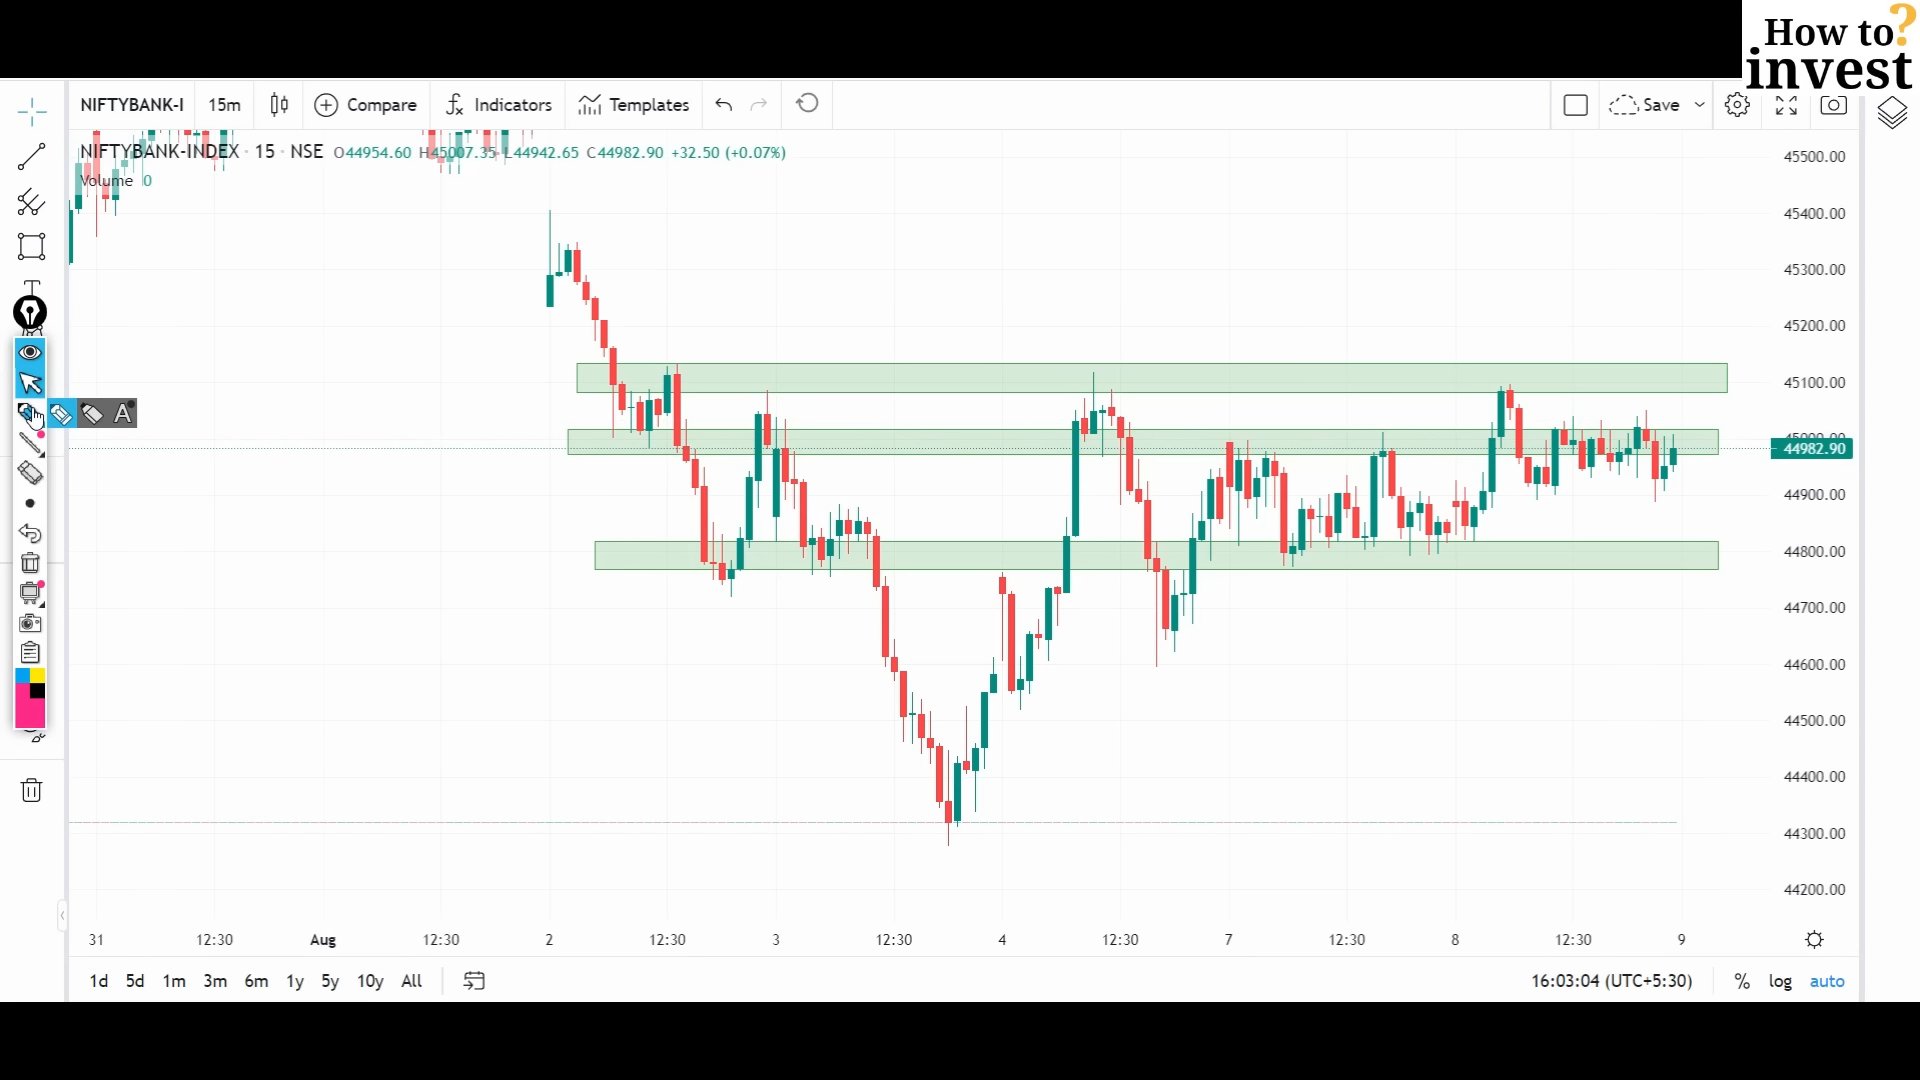 How to?
invest
NIFTYBANK-I 15m Compare Indicators Templates Save
NIFTYBANK-INDEX · 15 · NSE O44954.60 H45007.35 L44942.65 C44982.90 +32.50 (+0.07%)
Volume 0
45500.00
45400.00
45300.00
45200.00
45100.00
45000.00
44982.90
44900.00
44800.00
44700.00
44600.00
44500.00
44400.00
44300.00
44200.00
T
A
31 12:30 Aug 12:30 2 12:30 3 12:30 4 12:30 7 12:30 8 12:30 9
1d 5d 1m 3m 6m 1y 5y 10y All 16:03:04 (UTC+5:30) % log auto